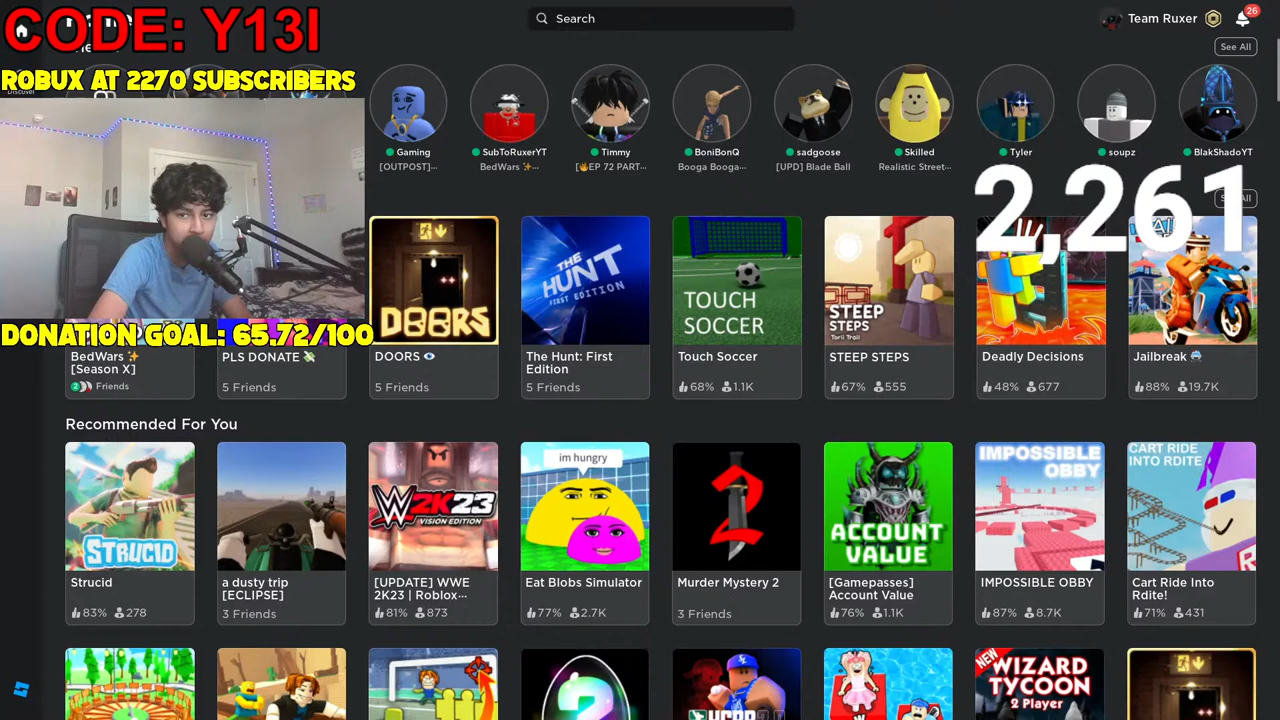 CODE: Y13I
Search
Team Ruxer
26
See All
ROBUX AT 2270 SUBSCRIBERS
Gaming
SubToRuxerYT
Timmy
BoniBonQ
sadgoose
Skilled
Tyler
soupz
BlakShadoYT
[OUTPOST]...
BedWars ✨...
[🔥EP 72 PART...
Booga Booga...
[UPD] Blade Ball
Realistic Street...
2,261
All
DOORS
THE HUNT
FIRST EDITION
TOUCH SOCCER
STEEP STEPS
Torii Trail
DONATION GOAL: 65.72/100
BedWars ✨ [Season X]
PLS DONATE 💸
DOORS 👁
The Hunt: First Edition
Touch Soccer
STEEP STEPS
Deadly Decisions
Jailbreak
2 Friends
5 Friends
5 Friends
5 Friends
68% 1.1K
67% 555
48% 677
88% 19.7K
Recommended For You
STRUCID
W2K23
VISION EDITION
im hungry
2
ACCOUNT VALUE
IMPOSSIBLE OBBY
CART RIDE INTO RDITE
Strucid
a dusty trip [ECLIPSE]
[UPDATE] WWE 2K23 | Roblox...
Eat Blobs Simulator
Murder Mystery 2
[Gamepasses] Account Value
IMPOSSIBLE OBBY
Cart Ride Into Rdite!
83% 278
3 Friends
81% 873
77% 2.7K
3 Friends
76% 1.1K
87% 8.7K
71% 431
NEW
WIZARD TYCOON
2 Player